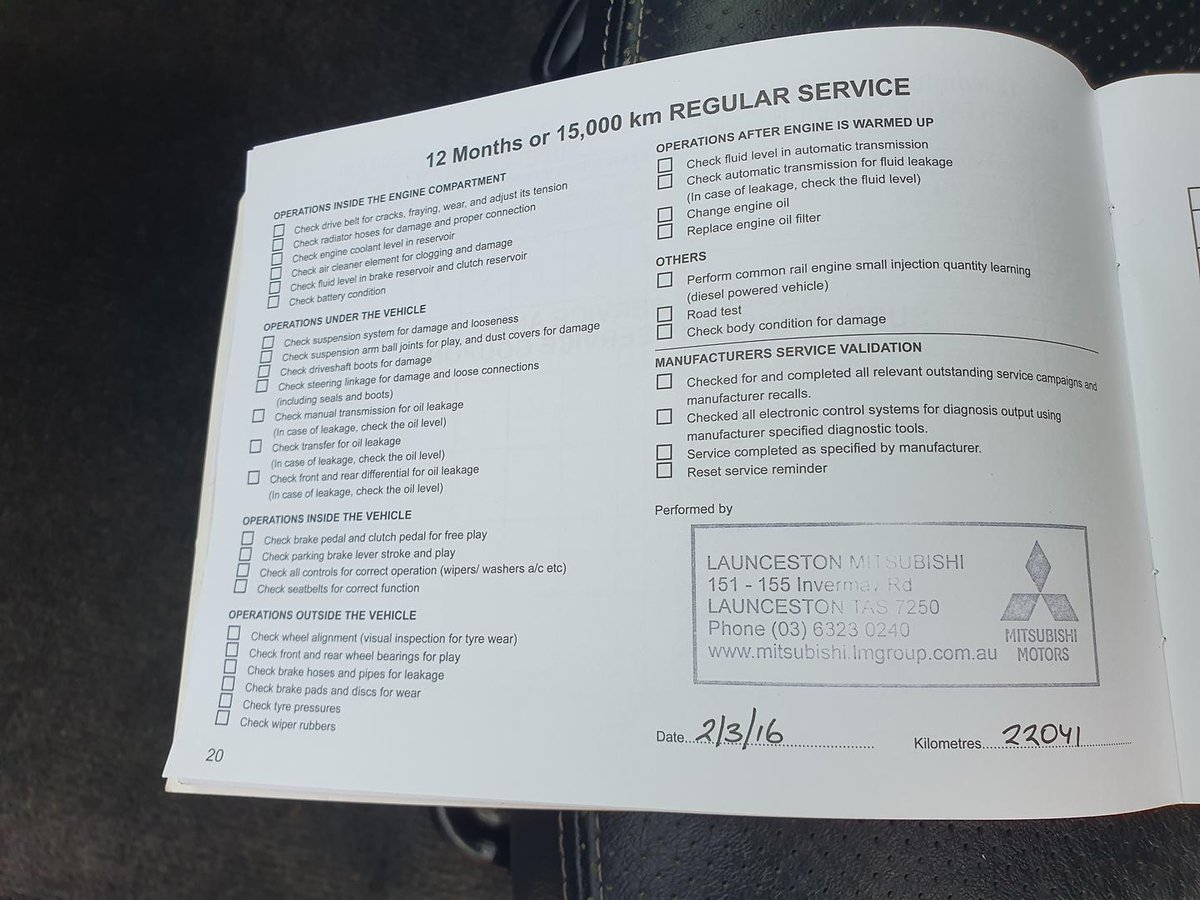 12 Months or 15,000 km REGULAR SERVICE
OPERATIONS INSIDE THE ENGINE COMPARTMENT
Check drive belt for cracks, fraying, wear, and adjust its tension
Check radiator hoses for damage and proper connection
Check engine coolant level in reservoir
Check air cleaner element for clogging and damage
Check fluid level in brake reservoir and clutch reservoir
Check battery condition
OPERATIONS UNDER THE VEHICLE
Check suspension system for damage and looseness
Check suspension arm ball joints for play, and dust covers for damage
Check driveshaft boots for damage
Check steering linkage for damage and loose connections
(including seals and boots)
Check manual transmission for oil leakage
(In case of leakage, check the oil level)
Check transfer for oil leakage
(In case of leakage, check the oil level)
Check front and rear differential for oil leakage
(In case of leakage, check the oil level)
OPERATIONS INSIDE THE VEHICLE
Check brake pedal and clutch pedal for free play
Check parking brake lever stroke and play
Check all controls for correct operation (wipers/ washers a/c etc)
Check seatbelts for correct function
OPERATIONS OUTSIDE THE VEHICLE
Check wheel alignment (visual inspection for tyre wear)
Check front and rear wheel bearings for play
Check brake hoses and pipes for leakage
Check brake pads and discs for wear
Check tyre pressures
Check wiper rubbers
20
OPERATIONS AFTER ENGINE IS WARMED UP
Check fluid level in automatic transmission
Check automatic transmission for fluid leakage
(In case of leakage, check the fluid level)
Change engine oil
Replace engine oil filter
OTHERS
Perform common rail engine small injection quantity learning
(diesel powered vehicle)
Road test
Check body condition for damage
MANUFACTURERS SERVICE VALIDATION
Checked for and completed all relevant outstanding service campaigns and
manufacturer recalls.
Checked all electronic control systems for diagnosis output using
manufacturer specified diagnostic tools.
Service completed as specified by manufacturer.
Reset service reminder
Performed by
LAUNCESTON MITSUBISHI
151 - 155 Invermay Rd
LAUNCESTON TAS 7250
Phone (03) 6323 0240
www.mitsubishi.lmgroup.com.au
MITSUBISHI
MOTORS
Date...2/3/16
Kilometres...22041